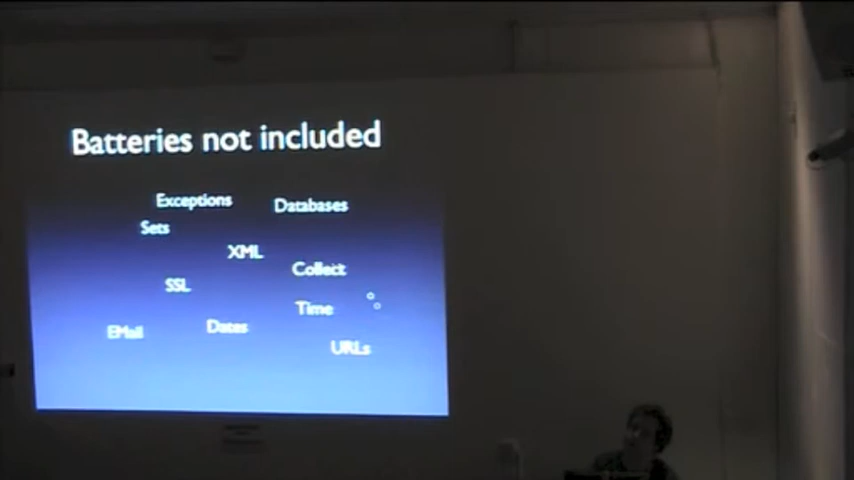 Batteries not included
Exceptions
Databases
Sets
XML
Collect
SSL
Time
EMail
Dates
URLs